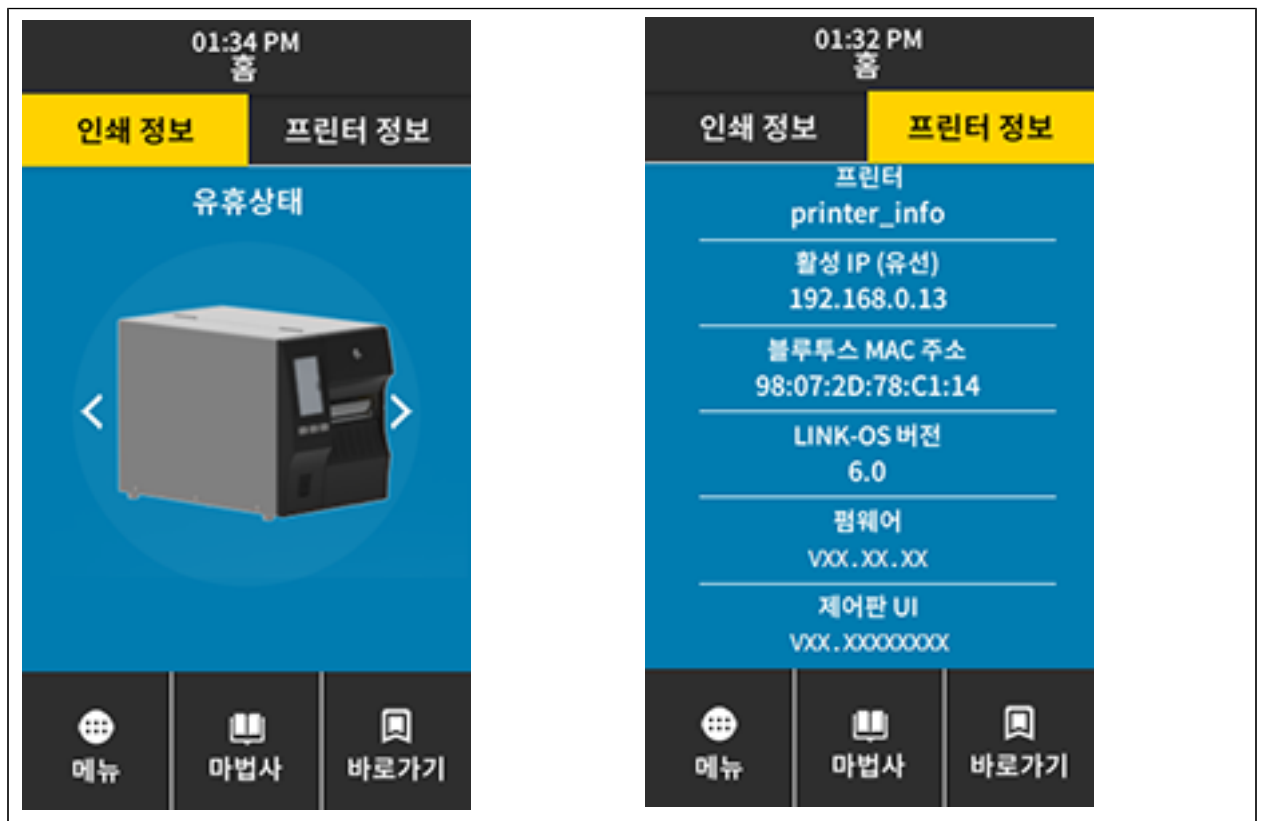 01:34 PM
홈
인쇄 정보
프린터 정보
유휴상태
메뉴
마법사
바로가기
01:32 PM
홈
인쇄 정보
프린터 정보
프린터
printer_info
활성 IP (유선)
192.168.0.13
블루투스 MAC 주소
98:07:2D:78:C1:14
LINK-OS 버전
6.0
펌웨어
VXX.XX.XX
제어판 UI
VXX.XXXXXXXX
메뉴
마법사
바로가기